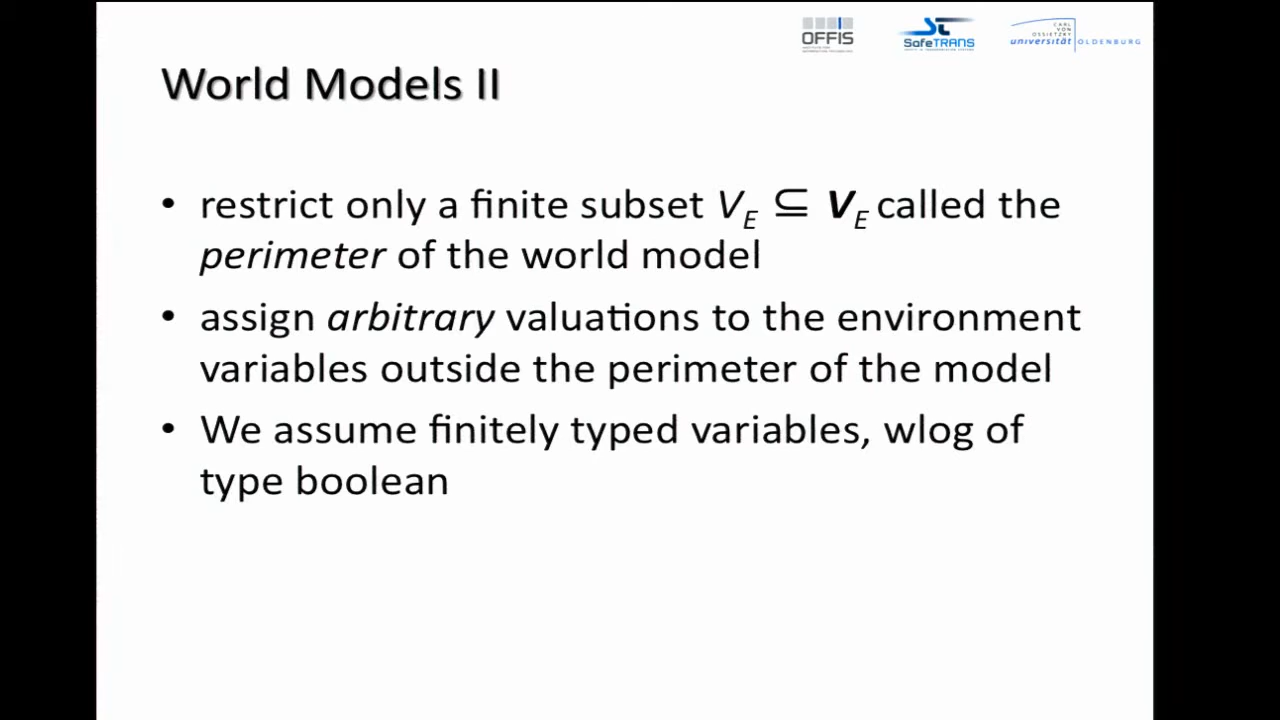 OFFIS
SafeTRANS
CARL
VON
OSSIETZKY
universität OLDENBURG
World Models II
• restrict only a finite subset V_E ⊆ V_E called the
perimeter of the world model
• assign arbitrary valuations to the environment
variables outside the perimeter of the model
• We assume finitely typed variables, wlog of
type boolean